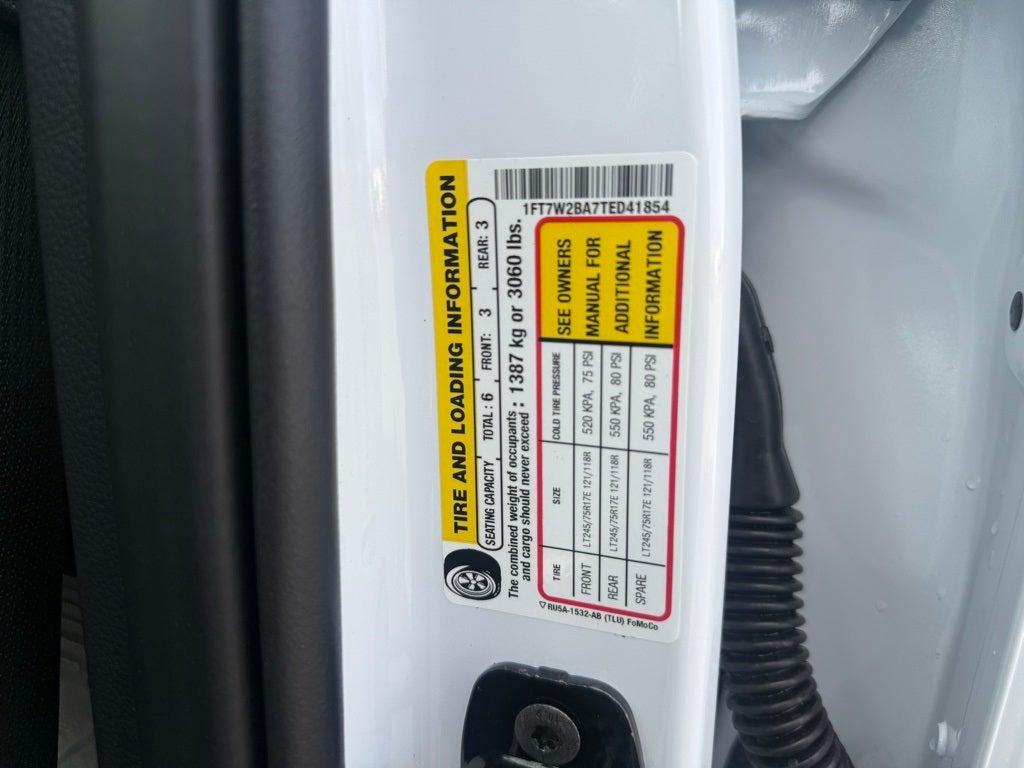 1FT7W2BA7TED41854
TIRE AND LOADING INFORMATION
SEATING CAPACITY TOTAL: 6 FRONT: 3 REAR: 3
The combined weight of occupants and cargo should never exceed : 1387 kg or 3060 lbs.
TIRE SIZE COLD TIRE PRESSURE
FRONT LT245/75R17E 121/118R 520 KPA, 75 PSI
REAR LT245/75R17E 121/118R 550 KPA, 80 PSI
SPARE LT245/75R17E 121/118R 550 KPA, 80 PSI
SEE OWNERS
MANUAL FOR
ADDITIONAL
INFORMATION
RU5A-1532-AB (TLU) FoMoCo